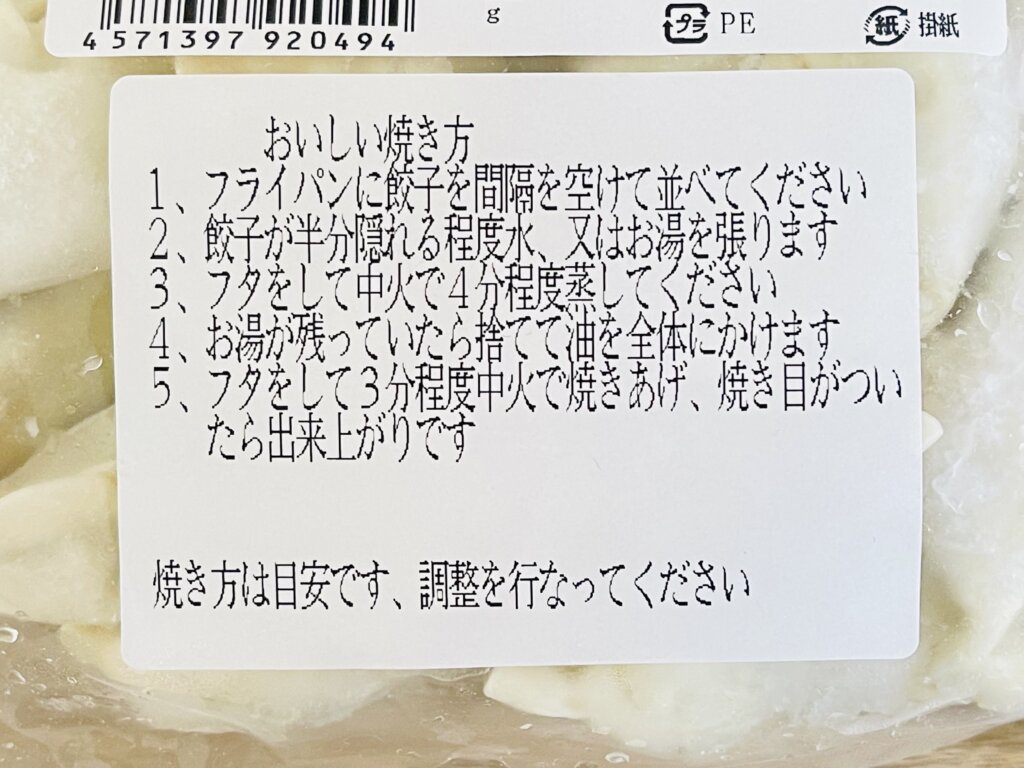 4 571397 920494
g
プラ PE
紙 掛紙
おいしい焼き方
1、フライパンに餃子を間隔を空けて並べてください
2、餃子が半分隠れる程度水、又はお湯を張ります
3、フタをして中火で4分程度蒸してください
4、お湯が残っていたら捨てて油を全体にかけます
5、フタをして3分程度中火で焼きあげ、焼き目がつい
たら出来上がりです
焼き方は目安です、調整を行なってください